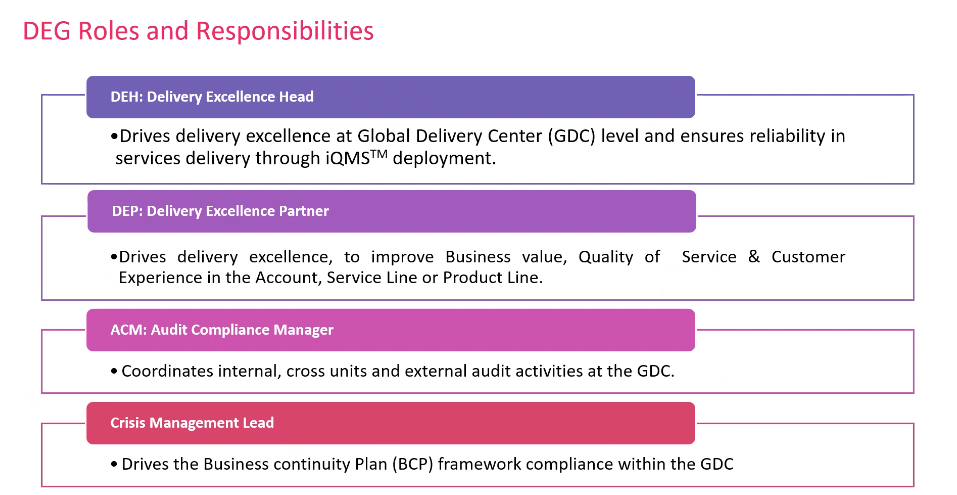 DEG Roles and Responsibilities
DEH: Delivery Excellence Head
•Drives delivery excellence at Global Delivery Center (GDC) level and ensures reliability in
services delivery through iQMS™ deployment.
DEP: Delivery Excellence Partner
•Drives delivery excellence, to improve Business value, Quality of Service & Customer
Experience in the Account, Service Line or Product Line.
ACM: Audit Compliance Manager
• Coordinates internal, cross units and external audit activities at the GDC.
Crisis Management Lead
• Drives the Business continuity Plan (BCP) framework compliance within the GDC